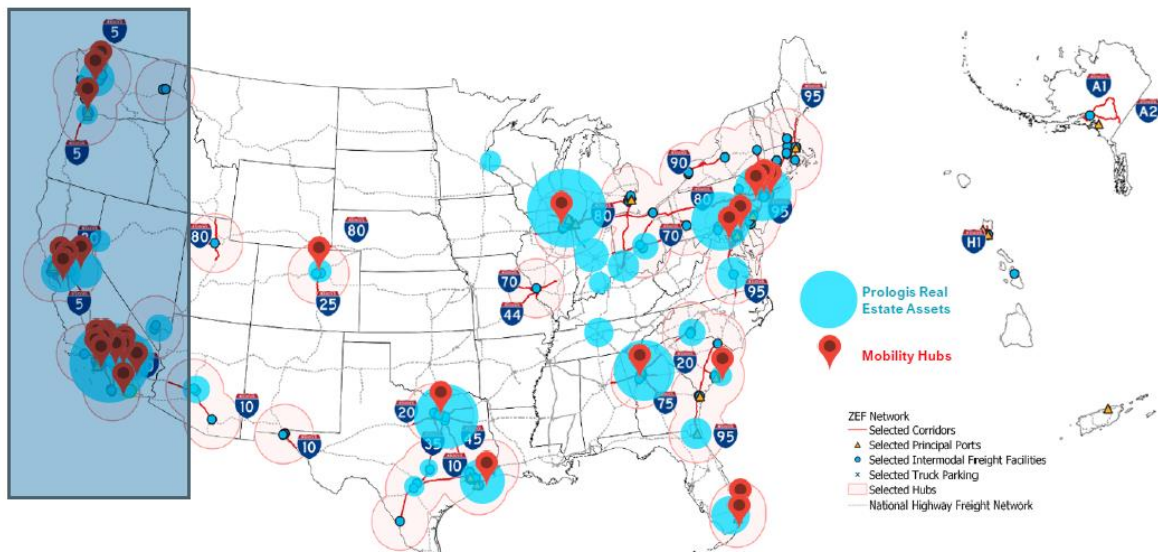 5
5
80
5
10
10
80
80
25
70
44
20
35
45
10
90
80
80
70
95
95
95
20
75
95
A1
A2
H1
Prologis Real
Estate Assets
Mobility Hubs
ZEF Network
Selected Corridors
Selected Principal Ports
Selected Intermodal Freight Facilities
Selected Truck Parking
Selected Hubs
National Highway Freight Network